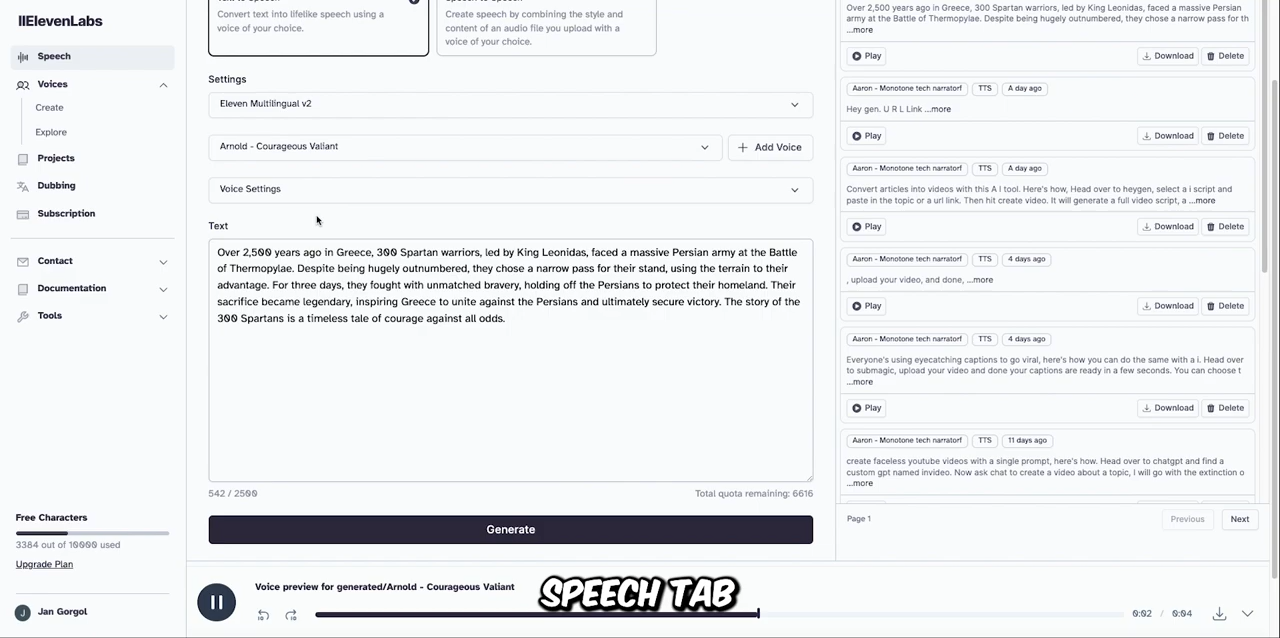 IIElevenLabs
Speech
Voices
Create
Explore
Projects
Dubbing
Subscription
Contact
Documentation
Tools
Free Characters
3384 out of 10000 used
Upgrade Plan
J
Jan Gorgol
Convert text into lifelike speech using a
voice of your choice.
Create speech by combining the style and
content of an audio file you upload with a
voice of your choice.
Settings
Eleven Multilingual v2
Arnold - Courageous Valiant
Add Voice
Voice Settings
Text
Over 2,500 years ago in Greece, 300 Spartan warriors, led by King Leonidas, faced a massive Persian army at the Battle
of Thermopylae. Despite being hugely outnumbered, they chose a narrow pass for their stand, using the terrain to their
advantage. For three days, they fought with unmatched bravery, holding off the Persians to protect their homeland. Their
sacrifice became legendary, inspiring Greece to unite against the Persians and ultimately secure victory. The story of the
300 Spartans is a timeless tale of courage against all odds.
542 / 2500
Total quota remaining: 6616
Generate
Over 2,500 years ago in Greece, 300 Spartan warriors, led by King Leonidas, faced a massive Persian
army at the Battle of Thermopylae. Despite being hugely outnumbered, they chose a narrow pass for th
...more
Play
Download
Delete
Aaron - Monotone tech narratorf
TTS
A day ago
Hey gen. U R L Link ...more
Play
Download
Delete
Aaron - Monotone tech narratorf
TTS
A day ago
Convert articles into videos with this A I tool. Here's how, Head over to heygen, select a i script and
paste in the topic or a url link. Then hit create video. It will generate a full video script, a ...more
Play
Download
Delete
Aaron - Monotone tech narratorf
TTS
4 days ago
, upload your video, and done, ...more
Play
Download
Delete
Aaron - Monotone tech narratorf
TTS
4 days ago
Everyone's using eyecatching captions to go viral, here's how you can do the same with a i. Head over
to submagic, upload your video and done your captions are ready in a few seconds. You can choose t
...more
Play
Download
Delete
Aaron - Monotone tech narratorf
TTS
11 days ago
create faceless youtube videos with a single prompt, here's how. Head over to chatgpt and find a
custom gpt named invideo. Now ask chat to create a video about a topic, I will go with the extinction o
...more
Page 1
Previous
Next
Voice preview for generated/Arnold - Courageous Valiant
SPEECH TAB
10
10
0:02 / 0:04